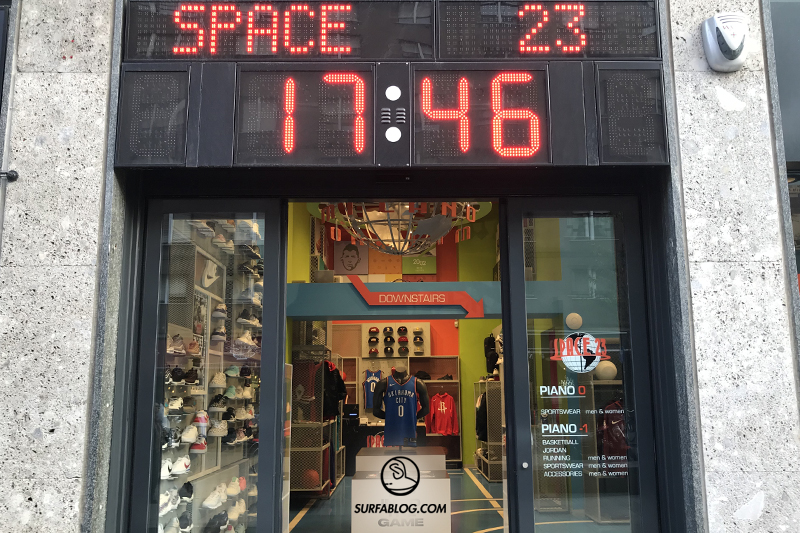 SPACE 23
17:46
DOWNSTAIRS
SPACE 23
PIANO 0
SPORTSWEAR men & women
PIANO -1
BASKETBALL
JORDAN
RUNNING men & women
SPORTSWEAR men & women
ACCESSORIES men & women
OKLAHOMA
CITY
0
SURFABLOG.COM
GAME